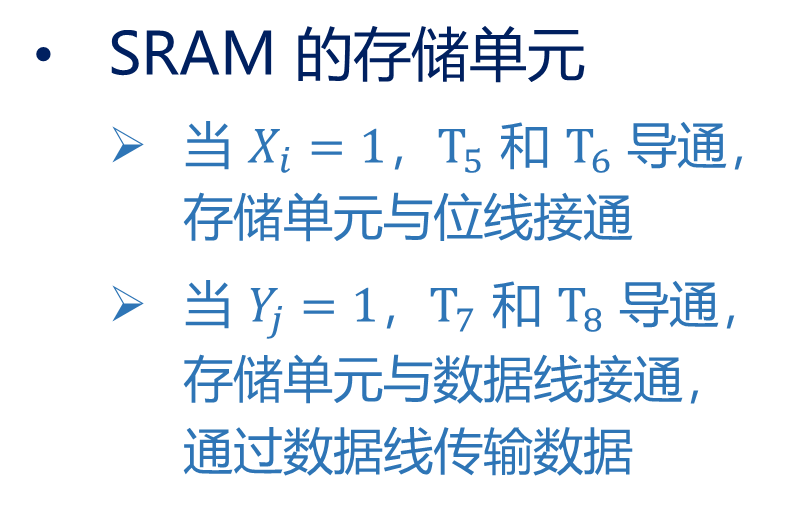 • SRAM 的存储单元
➢ 当 Xᵢ = 1，T₅ 和 T₆ 导通，
存储单元与位线接通
➢ 当 Yⱼ = 1，T₇ 和 T₈ 导通，
存储单元与数据线接通，
通过数据线传输数据